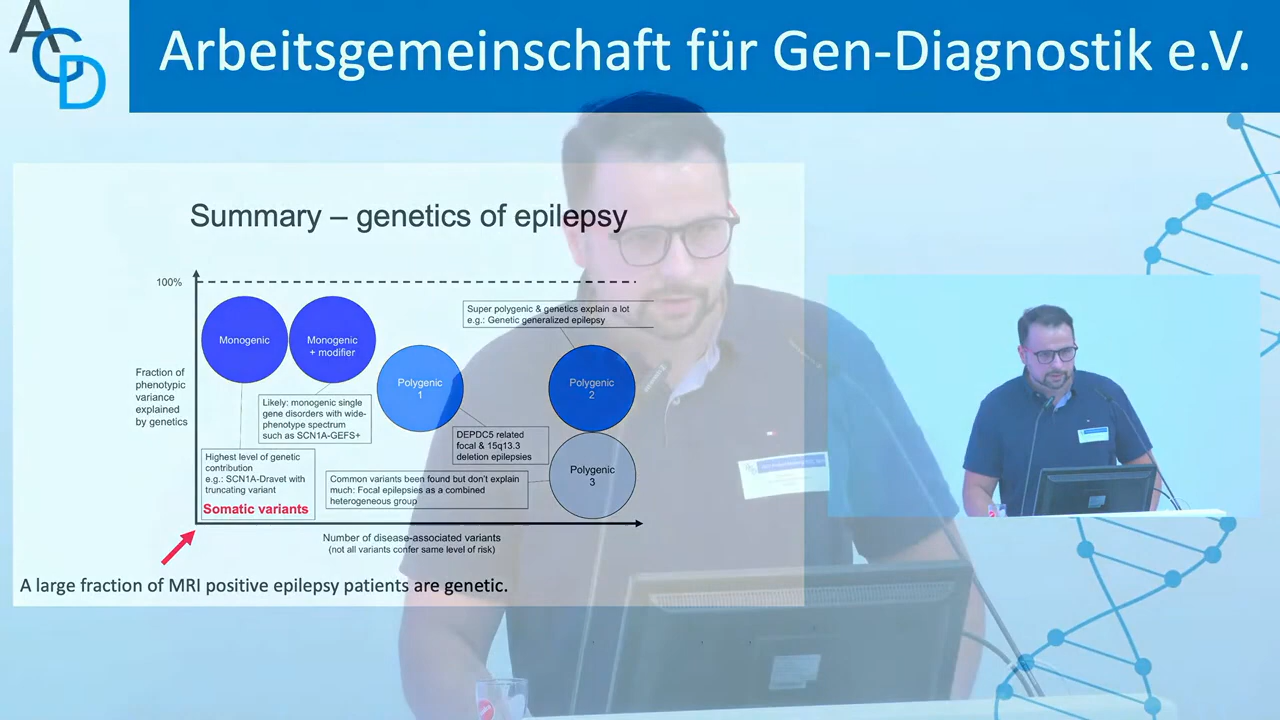 AGD
Arbeitsgemeinschaft für Gen-Diagnostik e.V.
Summary – genetics of epilepsy
100%
Fraction of
phenotypic
variance
explained
by genetics
Monogenic
Monogenic
+ modifier
Polygenic
1
Super polygenic & genetics explain a lot
e.g.: Genetic generalized epilepsy
Polygenic
2
Polygenic
3
Likely: monogenic single
gene disorders with wide-
phenotype spectrum
such as SCN1A-GEFS+
DEPDC5 related
focal & 15q13.3
deletion epilepsies
Highest level of genetic
contribution
e.g.: SCN1A-Dravet with
truncating variant
Somatic variants
Common variants been found but don't explain
much: Focal epilepsies as a combined
heterogeneous group
Number of disease-associated variants
(not all variants confer same level of risk)
A large fraction of MRI positive epilepsy patients are genetic.